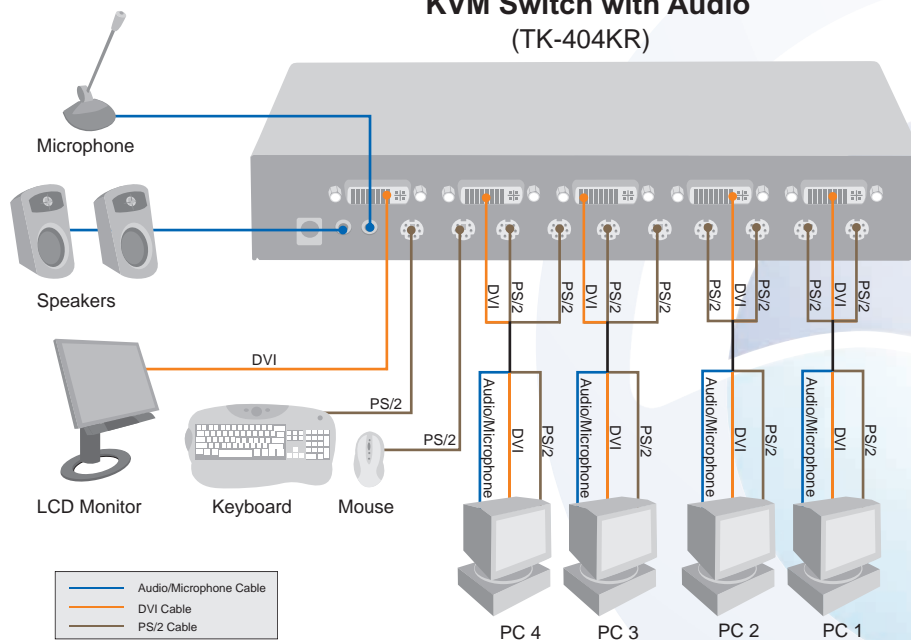 KVM Switch with Audio
(TK-404KR)
Microphone
Speakers
DVI
PS/2
PS/2
LCD Monitor
Keyboard
Mouse
DVI
PS/2
PS/2
DVI
PS/2
PS/2
PS/2
DVI
PS/2
PS/2
DVI
PS/2
Audio/Microphone
DVI
PS/2
Audio/Microphone
DVI
PS/2
Audio/Microphone
DVI
PS/2
Audio/Microphone
DVI
PS/2
PC 4
PC 3
PC 2
PC 1
Audio/Microphone Cable
DVI Cable
PS/2 Cable